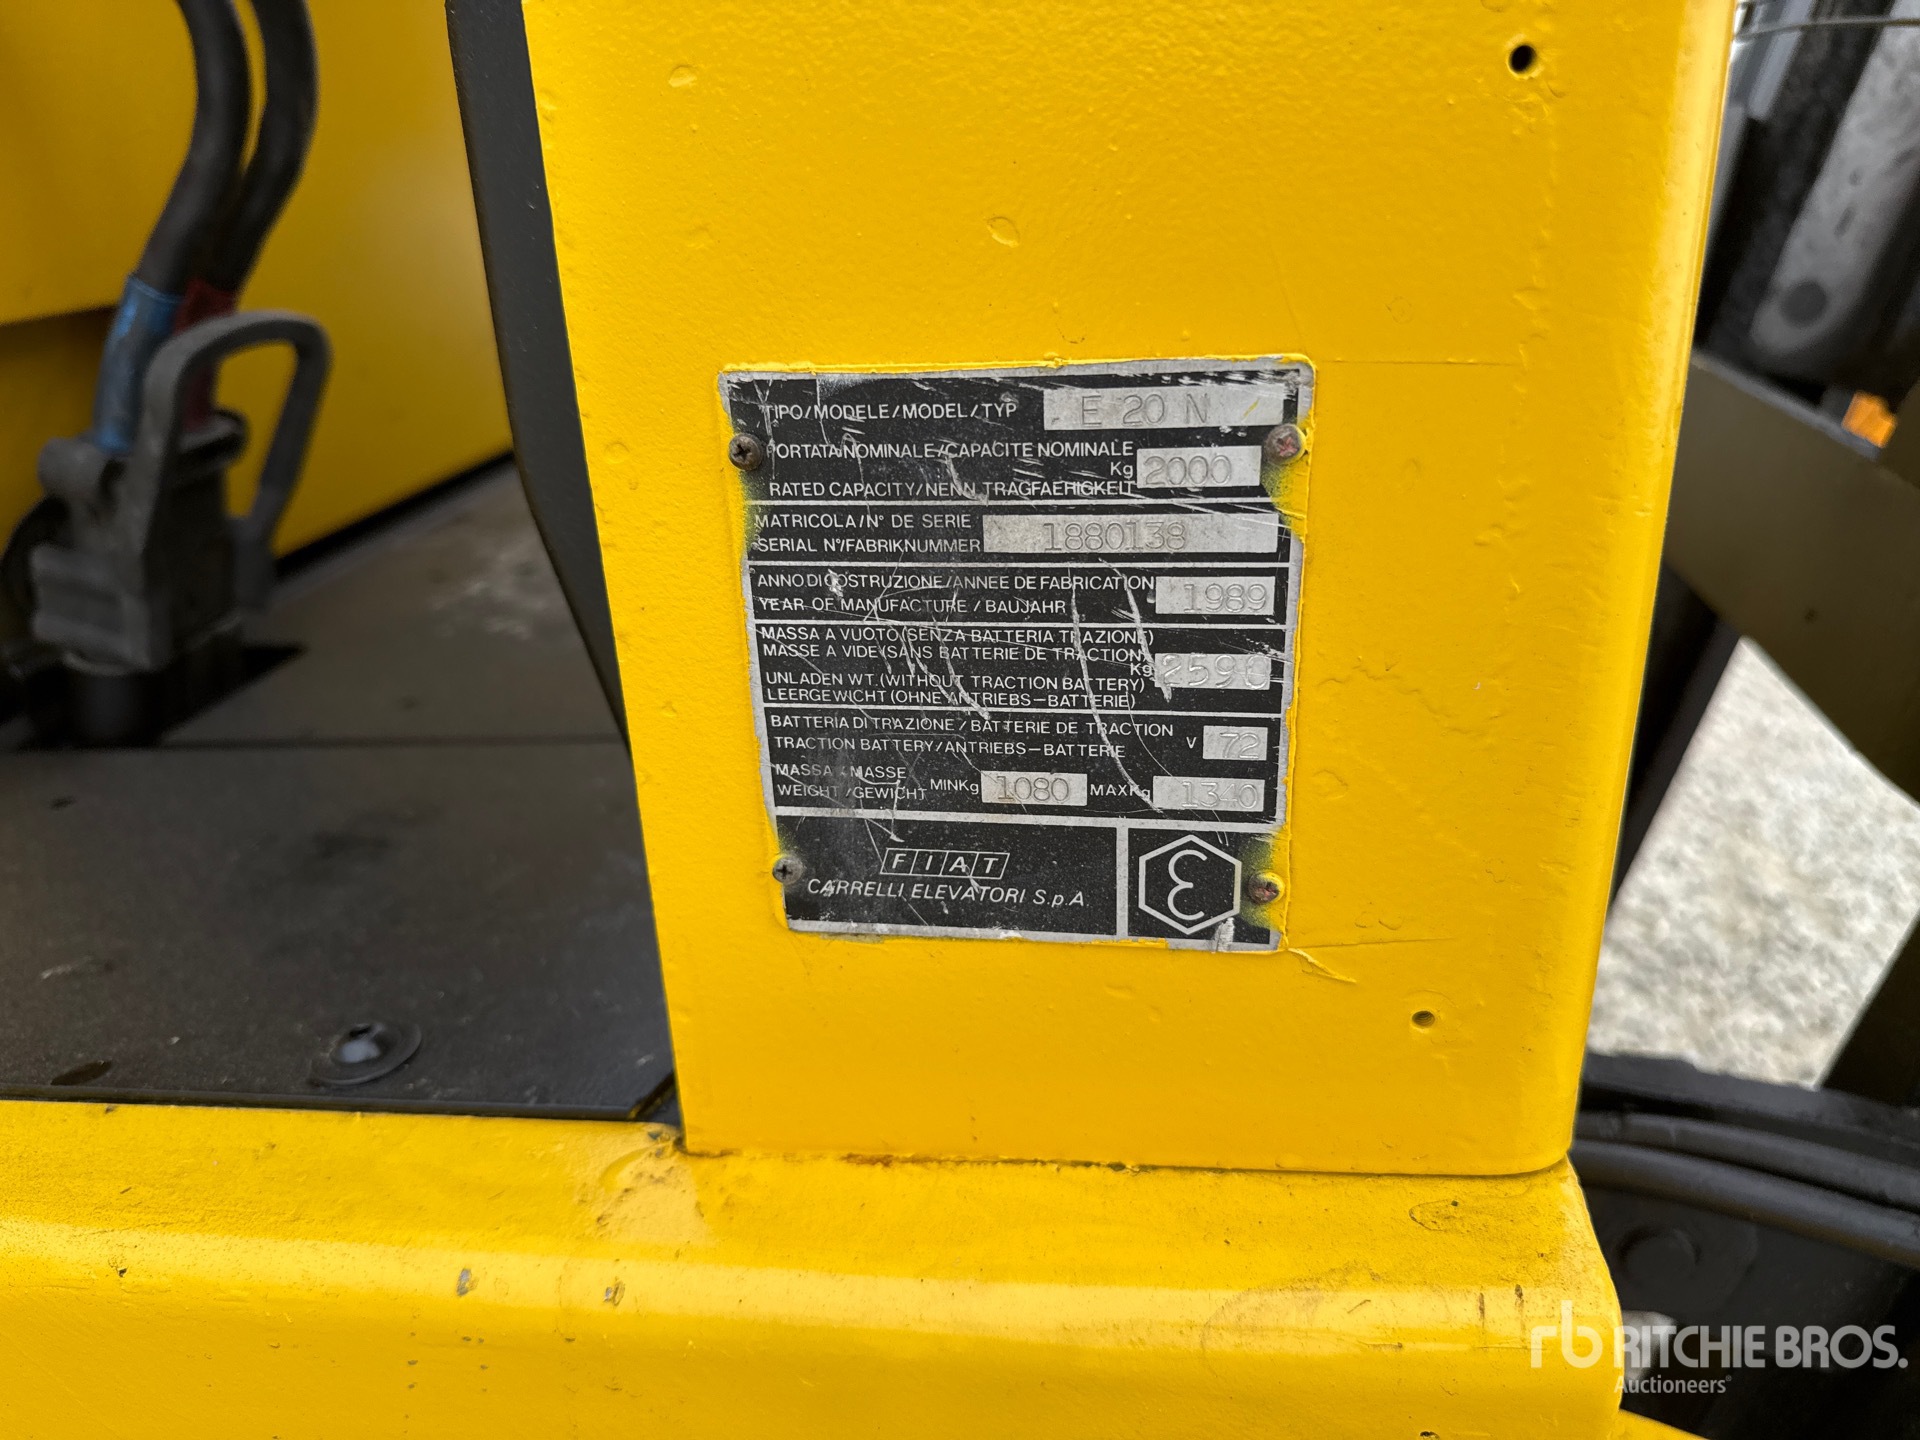 TIPO/MODELE/MODEL/TYP E 20 N
PORTATA NOMINALE/CAPACITE NOMINALE
Kg 2000
RATED CAPACITY/NENN. TRAGFAEHIGKEIT
MATRICOLA/N° DE SERIE
SERIAL N°/FABRIKNUMMER 1880138
ANNO DI COSTRUZIONE/ANNEE DE FABRICATION
YEAR OF MANUFACTURE / BAUJAHR 1989
MASSA A VUOTO (SENZA BATTERIA TRAZIONE)
MASSE A VIDE (SANS BATTERIE DE TRACTION)
Kg
UNLADEN WT. (WITHOUT TRACTION BATTERY)
LEERGEWICHT (OHNE ANTRIEBS-BATTERIE)
BATTERIA DI TRAZIONE / BATTERIE DE TRACTION
TRACTION BATTERY/ANTRIEBS-BATTERIE V 72
MASSA / MASSE
WEIGHT / GEWICHT MIN Kg 1080 MAX Kg 1340
FIAT
CARRELLI ELEVATORI S.p.A
rb RITCHIE BROS.
Auctioneers